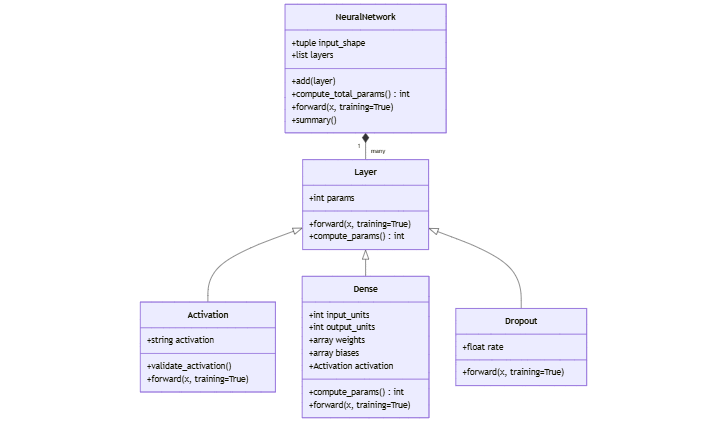 NeuralNetwork
+tuple input_shape
+list layers
+add(layer)
+compute_total_params() : int
+forward(x, training=True)
+summary()
1
many
Layer
+int params
+forward(x, training=True)
+compute_params() : int
Activation
+string activation
+validate_activation()
+forward(x, training=True)
Dense
+int input_units
+int output_units
+array weights
+array biases
+Activation activation
+compute_params() : int
+forward(x, training=True)
Dropout
+float rate
+forward(x, training=True)